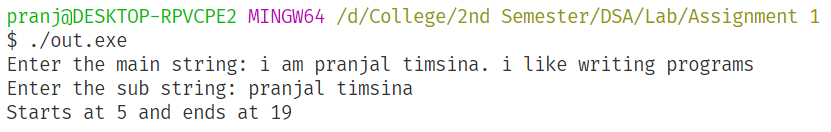 pranj@DESKTOP-RPVCPE2 MINGW64 /d/College/2nd Semester/DSA/Lab/Assignment 1
$ ./out.exe
Enter the main string: i am pranjal timsina. i like writing programs
Enter the sub string: pranjal timsina
Starts at 5 and ends at 19